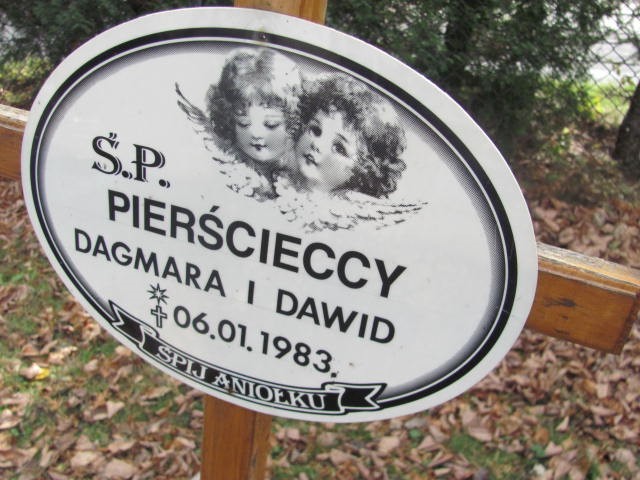 Ś.P.
PIERŚCIECCY
DAGMARA I DAWID
06.01.1983.
ŚPIJ ANIOŁKU